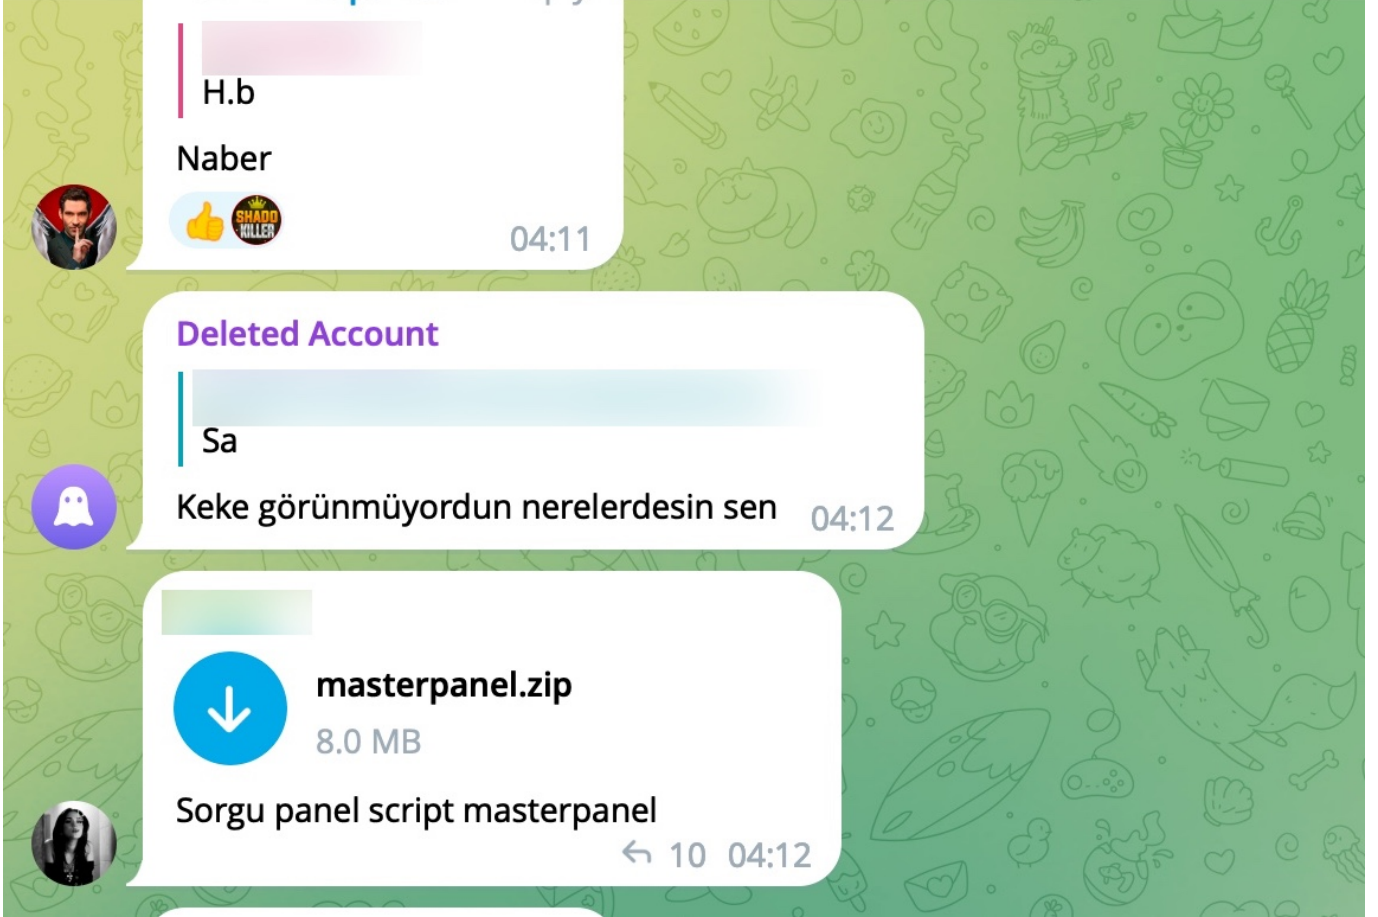 H.b
Naber
SHADO
KILLER
04:11
Deleted Account
Sa
Keke görünmüyordun nerelerdesin sen
04:12
masterpanel.zip
8.0 MB
Sorgu panel script masterpanel
10 04:12